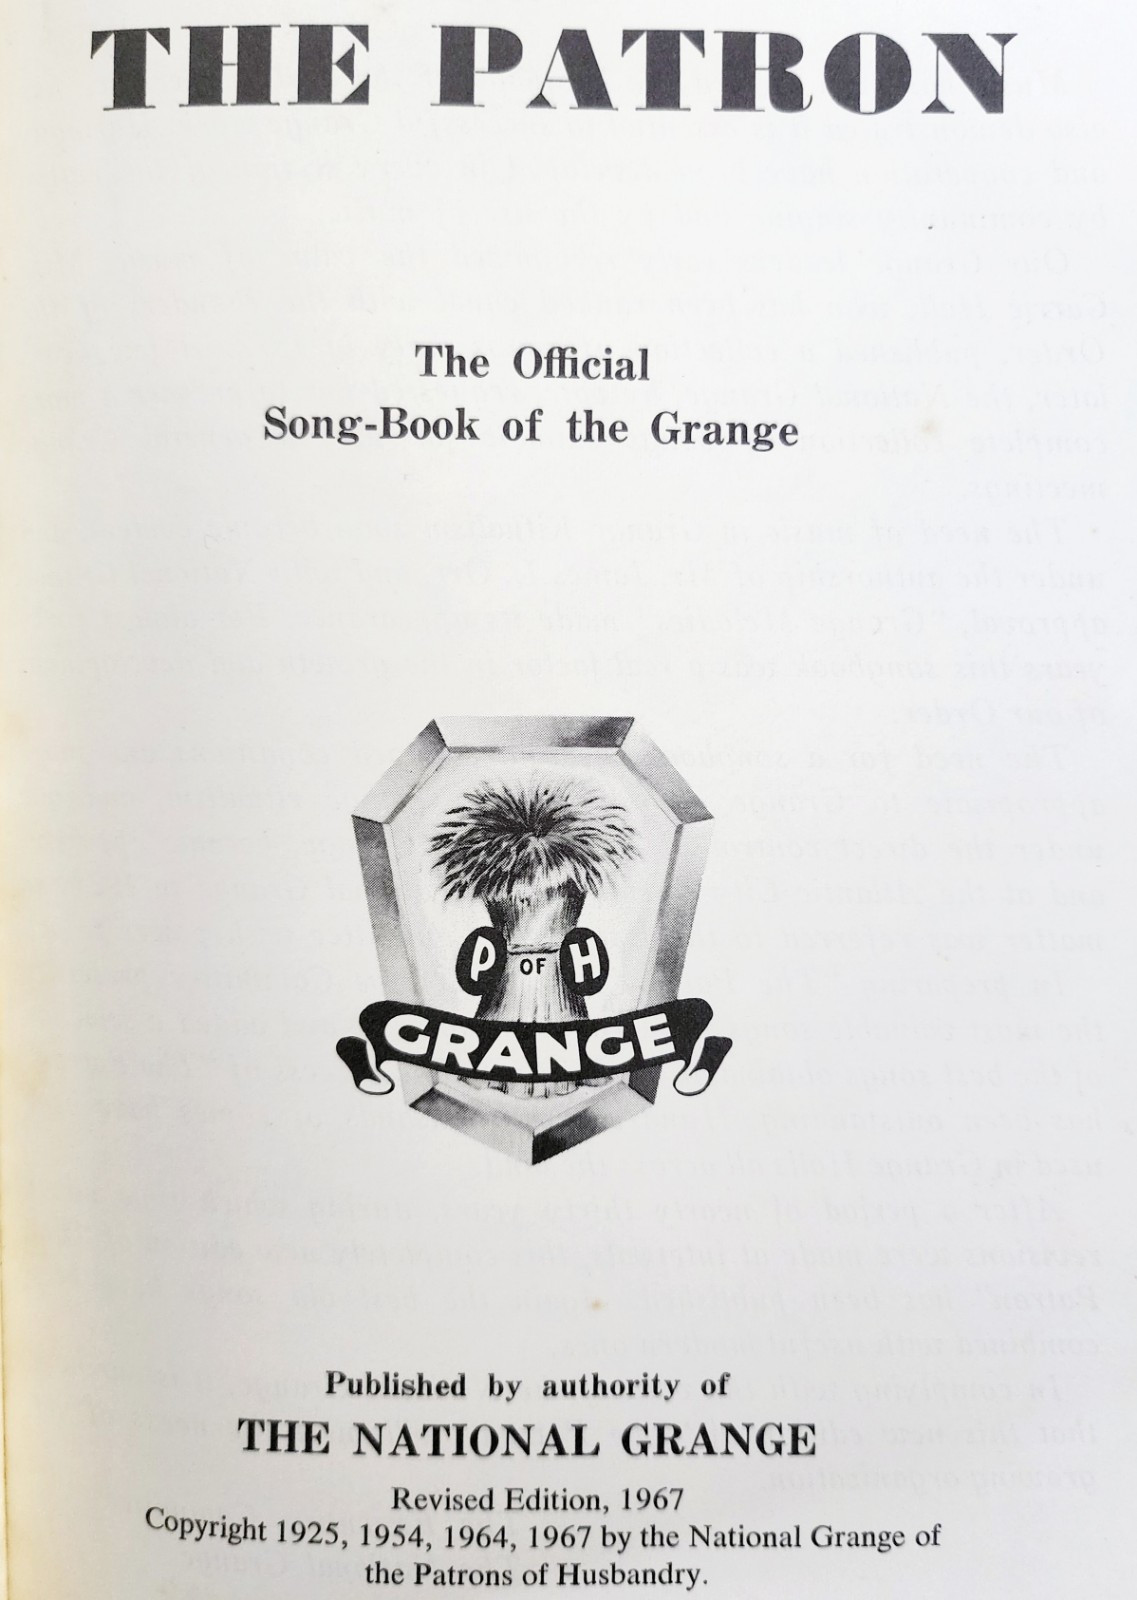 THE PATRON
The Official
Song-Book of the Grange
P OF H
GRANGE
Published by authority of
THE NATIONAL GRANGE
Revised Edition, 1967
Copyright 1925, 1954, 1964, 1967 by the National Grange of
the Patrons of Husbandry.